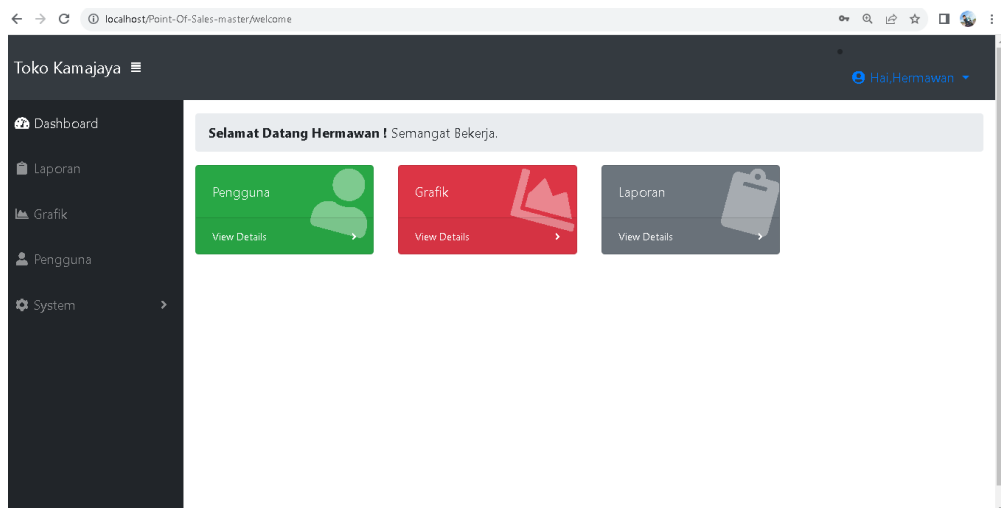 localhost/Point-Of-Sales-master/welcome
Toko Kamajaya
Hai,Hermawan
Dashboard
Laporan
Grafik
Pengguna
System
Selamat Datang Hermawan ! Semangat Bekerja.
Pengguna
View Details
Grafik
View Details
Laporan
View Details